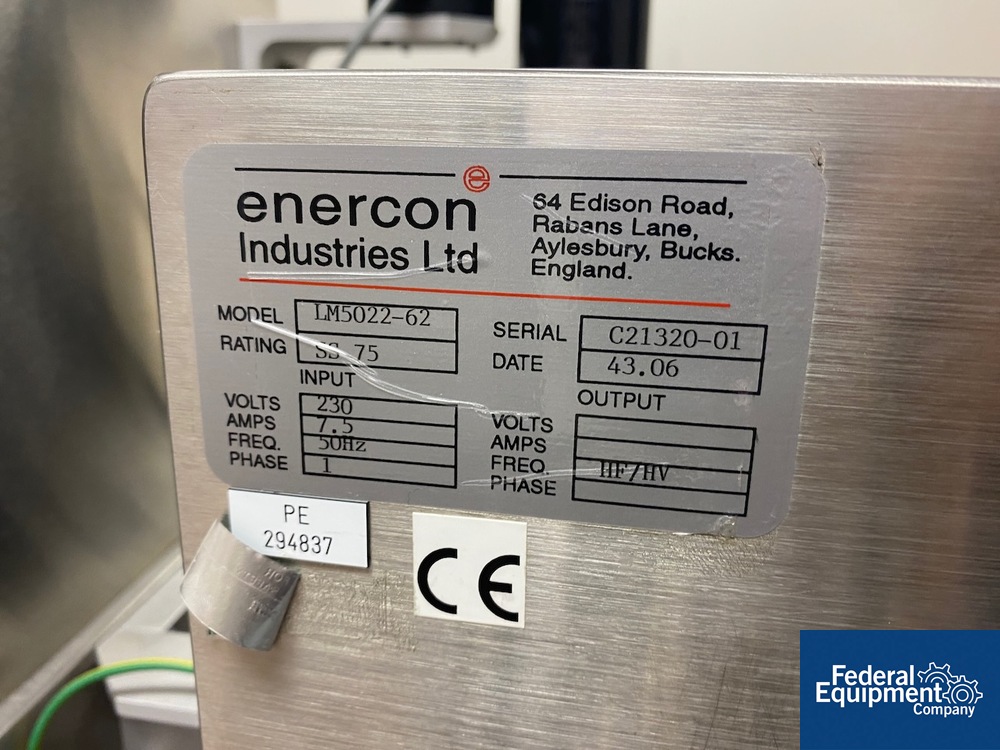 e
enercon
Industries Ltd
64 Edison Road,
Rabans Lane,
Aylesbury, Bucks.
England.
MODEL LM5022-62
RATING SS 75
SERIAL C21320-01
DATE 43.06
INPUT
VOLTS 230
AMPS 7.5
FREQ. 50Hz
PHASE 1
OUTPUT
VOLTS
AMPS
FREQ. HF/HV
PHASE
PE
294837
CE
Federal
Equipment
Company